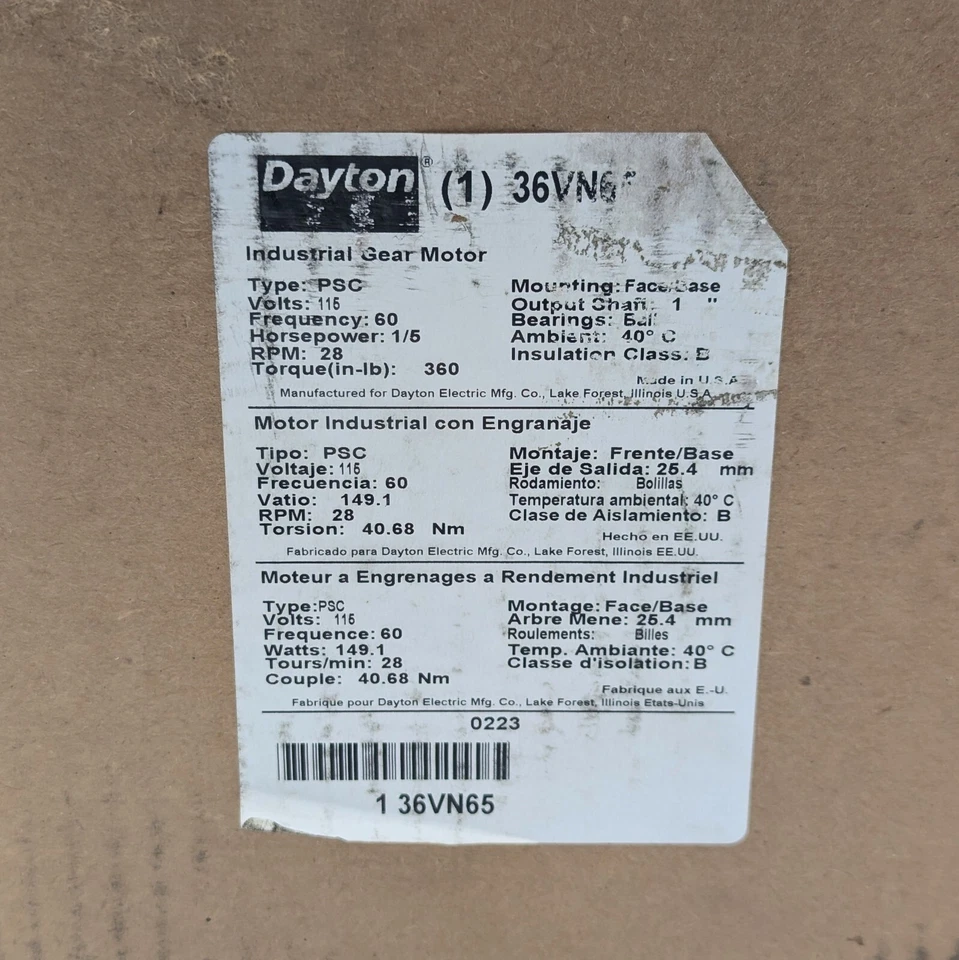 Dayton® (1) 36VN6
Industrial Gear Motor
Type: PSC Mounting: Face/Base
Volts: 115 Output Shaft: 1 "
Frequency: 60 Bearings: Ball
Horsepower: 1/5 Ambient: 40° C
RPM: 28 Insulation Class: B
Torque(in-lb): 360
Made in U.S.A
Manufactured for Dayton Electric Mfg. Co., Lake Forest, Illinois U.S.A.
Motor Industrial con Engranaje
Tipo: PSC Montaje: Frente/Base
Voltaje: 115 Eje de Salida: 25.4 mm
Frecuencia: 60 Rodamiento: Bolillas
Vatio: 149.1 Temperatura ambiental: 40° C
RPM: 28 Clase de Aislamiento: B
Torsion: 40.68 Nm
Hecho en EE.UU.
Fabricado para Dayton Electric Mfg. Co., Lake Forest, Illinois EE.UU.
Moteur a Engrenages a Rendement Industriel
Type: PSC Montage: Face/Base
Volts: 115 Arbre Mene: 25.4 mm
Frequence: 60 Roulements: Billes
Watts: 149.1 Temp. Ambiante: 40° C
Tours/min: 28 Classe d'isolation: B
Couple: 40.68 Nm
Fabrique aux E.-U.
Fabrique pour Dayton Electric Mfg. Co., Lake Forest, Illinois Etats-Unis
0223
1 36VN65